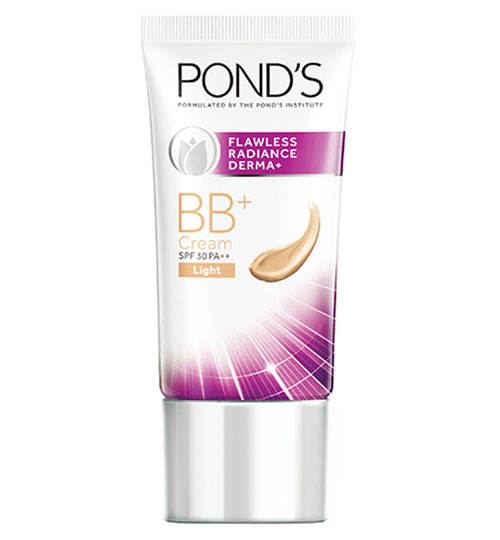 POND'S
FORMULATED BY THE POND'S INSTITUTE
FLAWLESS
RADIANCE
DERMA+
BB+
Cream
SPF 30 PA++
Light